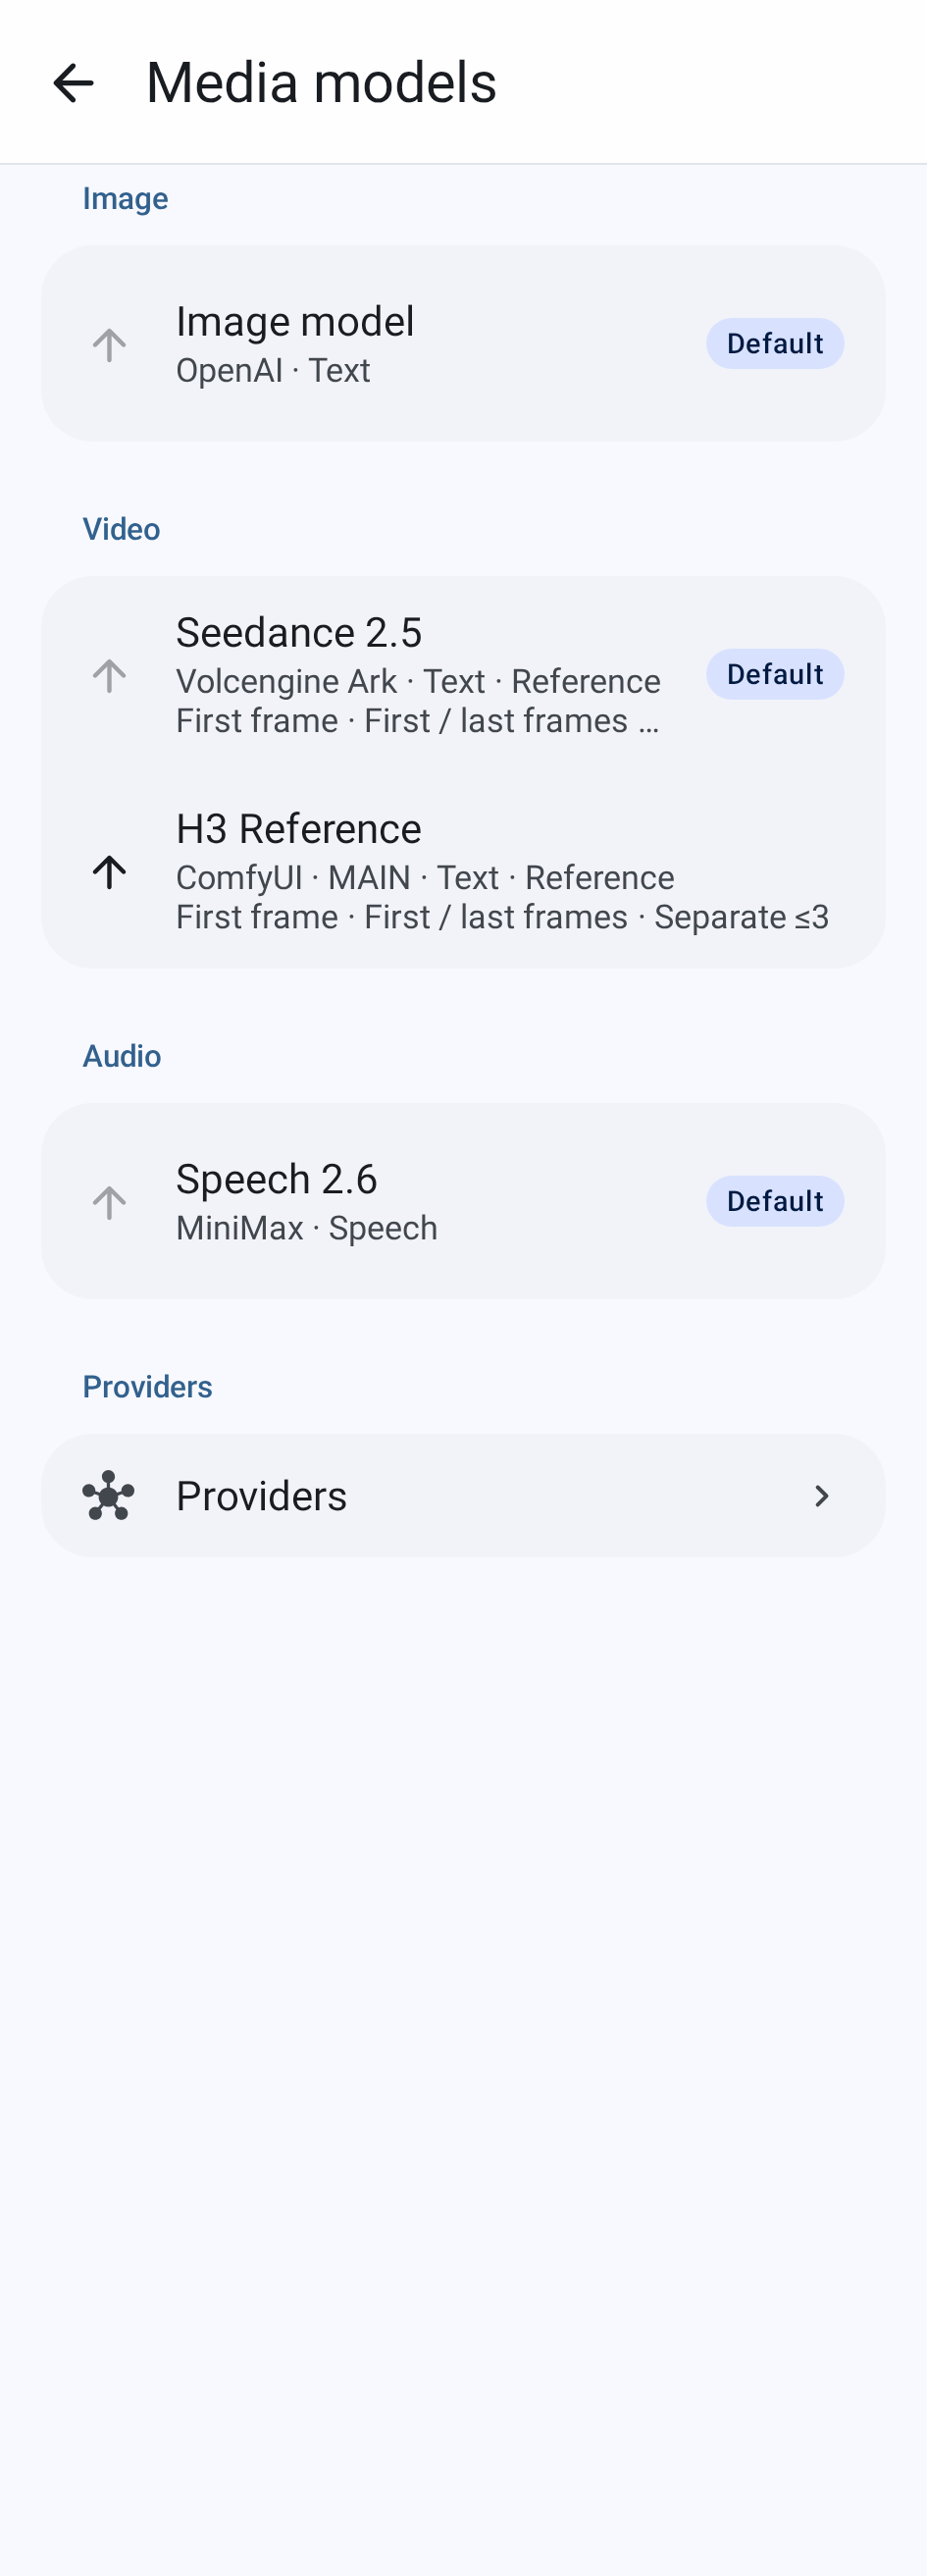 Media models
Image
Image model
OpenAI · Text
Default
Video
Seedance 2.5
Volcengine Ark · Text · Reference
First frame · First / last frames …
Default
H3 Reference
ComfyUI · MAIN · Text · Reference
First frame · First / last frames · Separate ≤3
Audio
Speech 2.6
MiniMax · Speech
Default
Providers
Providers